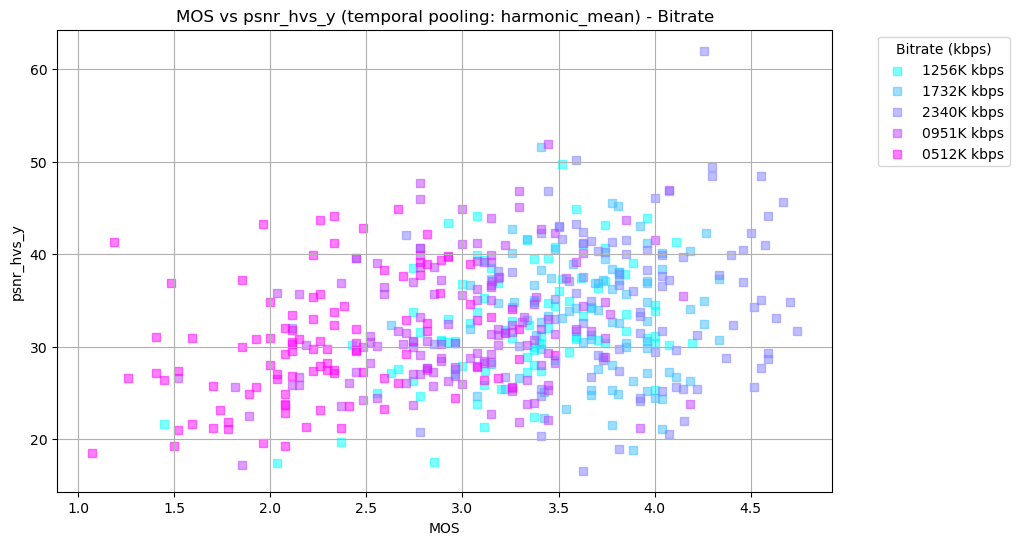 MOS vs psnr_hvs_y (temporal pooling: harmonic_mean) - Bitrate
psnr_hvs_y
60
50
40
30
20
1.0 1.5 2.0 2.5 3.0 3.5 4.0 4.5
MOS
Bitrate (kbps)
1256K kbps
1732K kbps
2340K kbps
0951K kbps
0512K kbps